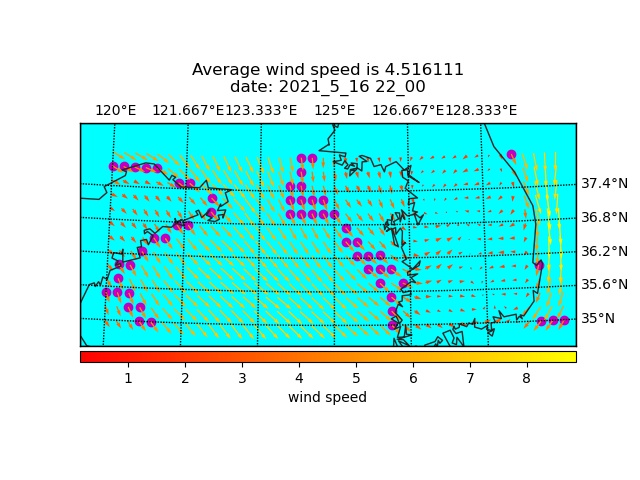 Average wind speed is 4.516111
date: 2021_5_16 22_00
120°E 121.667°E 123.333°E 125°E 126.667°E 128.333°E
37.4°N
36.8°N
36.2°N
35.6°N
35°N
1 2 3 4 5 6 7 8
wind speed